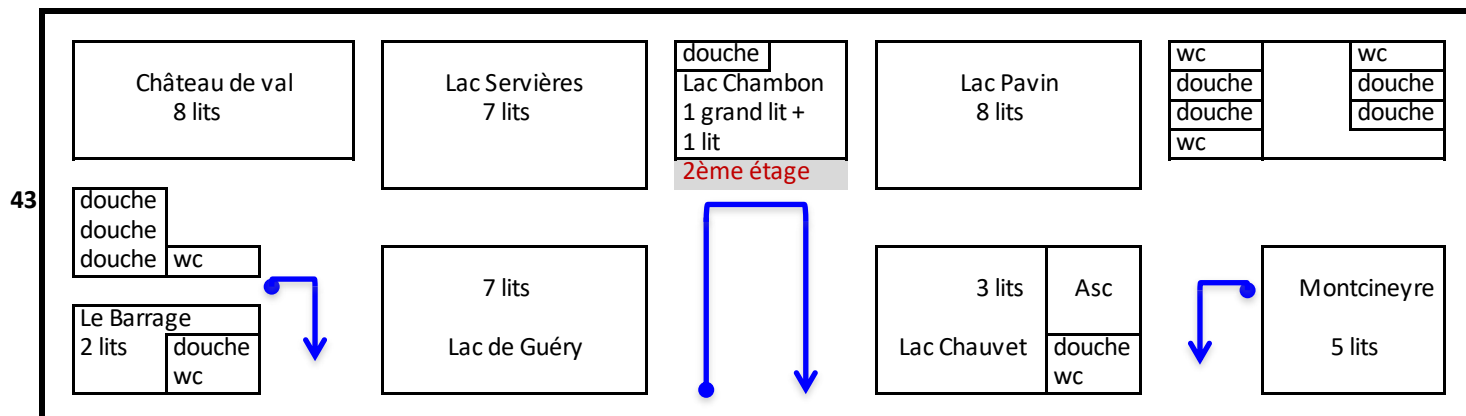 Château de val
8 lits
Lac Servières
7 lits
douche
Lac Chambon
1 grand lit +
1 lit
2ème étage
Lac Pavin
8 lits
wc
douche
douche
wc
wc
douche
douche
43
douche
douche
douche
wc
Le Barrage
2 lits
douche
wc
7 lits
Lac de Guéry
3 lits
Lac Chauvet
Asc
douche
wc
Montcineyre
5 lits